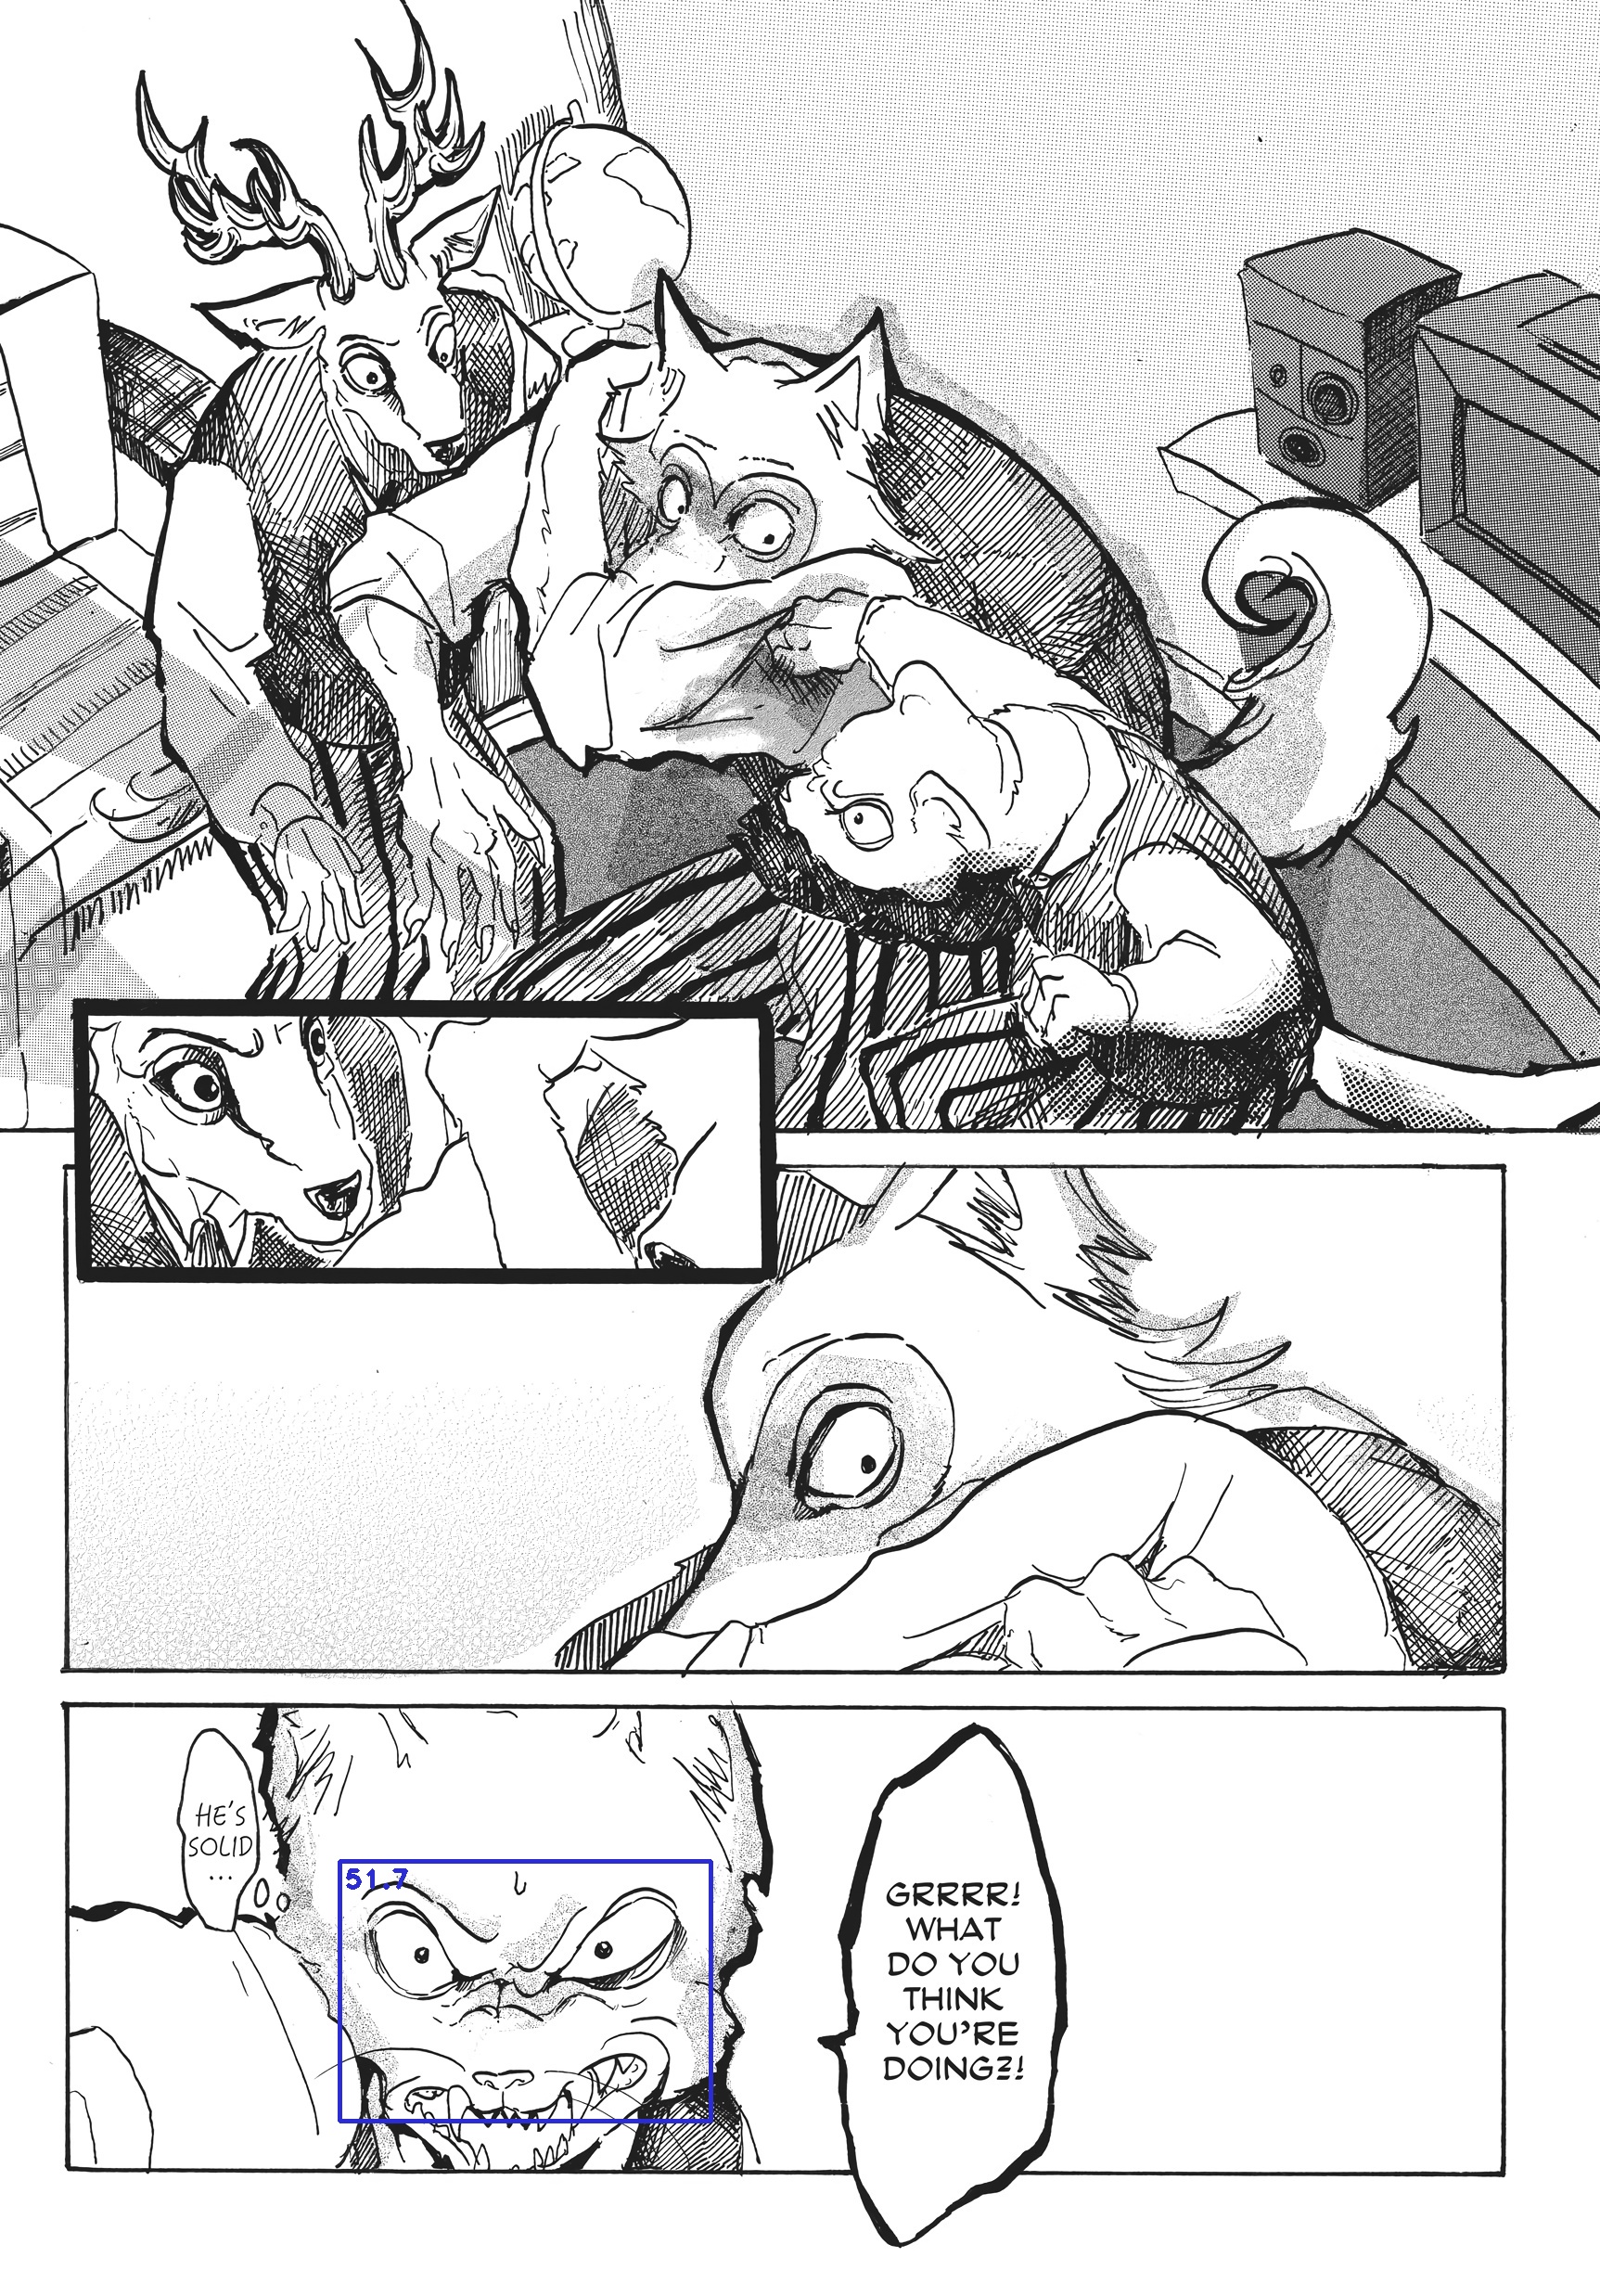 GRRRR!
WHAT
DO YOU
THINK
YOU'RE
DOING?!
HE'S
SOLID
...
51.7